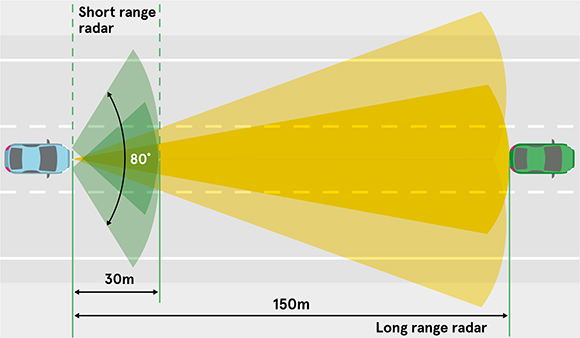 Short range
radar
80°
30m
150m
Long range radar